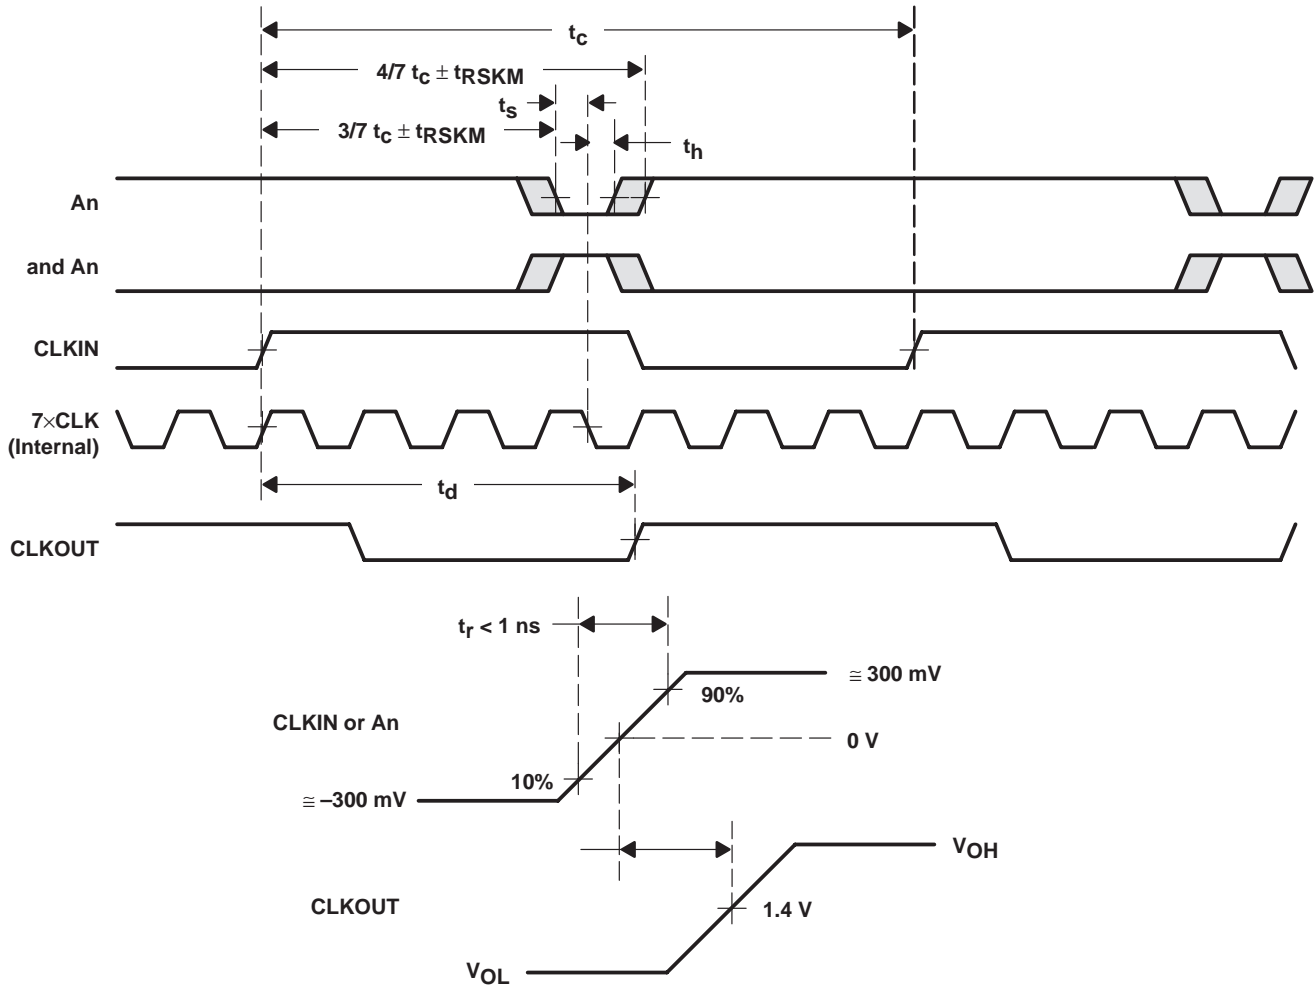 tc
4/7 tc ± tRSKM
ts
3/7 tc ± tRSKM
th
An
and An
CLKIN
7×CLK
(Internal)
td
CLKOUT
tr < 1 ns
≅ 300 mV
90%
CLKIN or An
0 V
10%
≅ –300 mV
VOH
CLKOUT
1.4 V
VOL